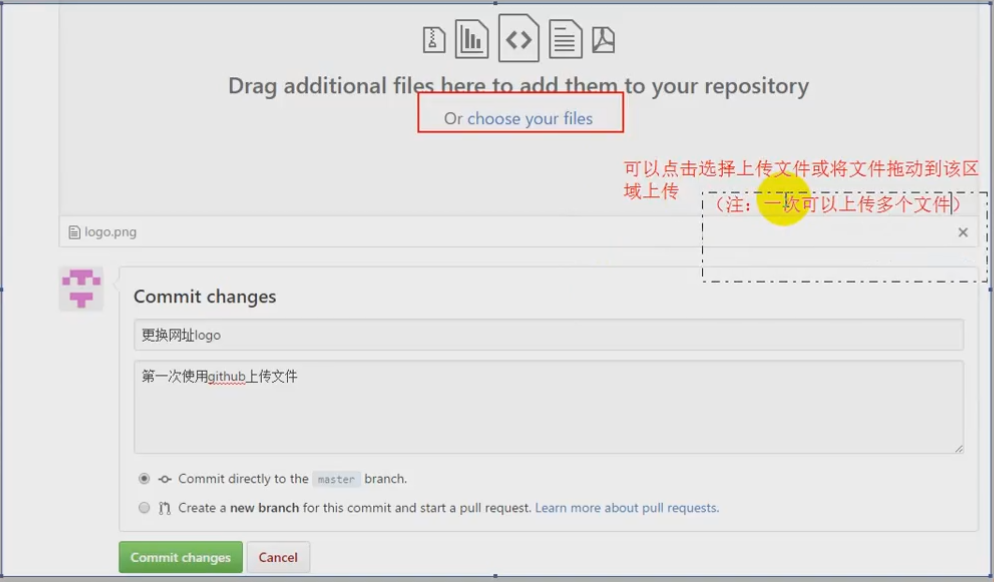 Drag additional files here to add them to your repository
Or choose your files
可以点击选择上传文件或将文件拖动到该区
域上传
（注：一次可以上传多个文件）
logo.png
Commit changes
更换网址logo
第一次使用github上传文件
Commit directly to the master branch.
Create a new branch for this commit and start a pull request. Learn more about pull requests.
Commit changes
Cancel